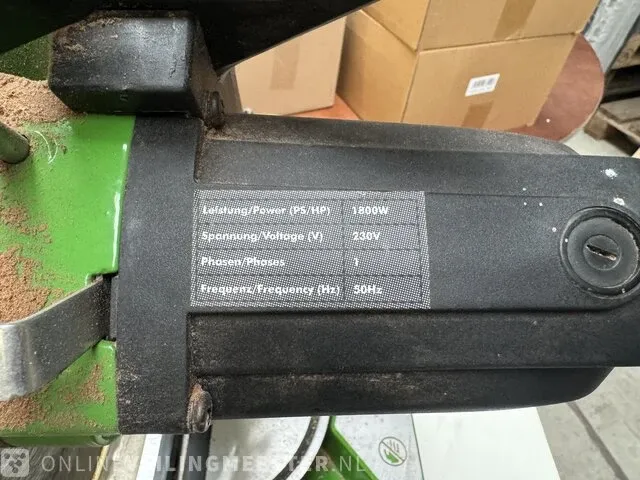 Leistung/Power (PS/HP) 1800W
Spannung/Voltage (V) 230V
Phasen/Phases 1
Frequenz/Frequency (Hz) 50Hz
ONLINEVEILINGMEESTER.NL